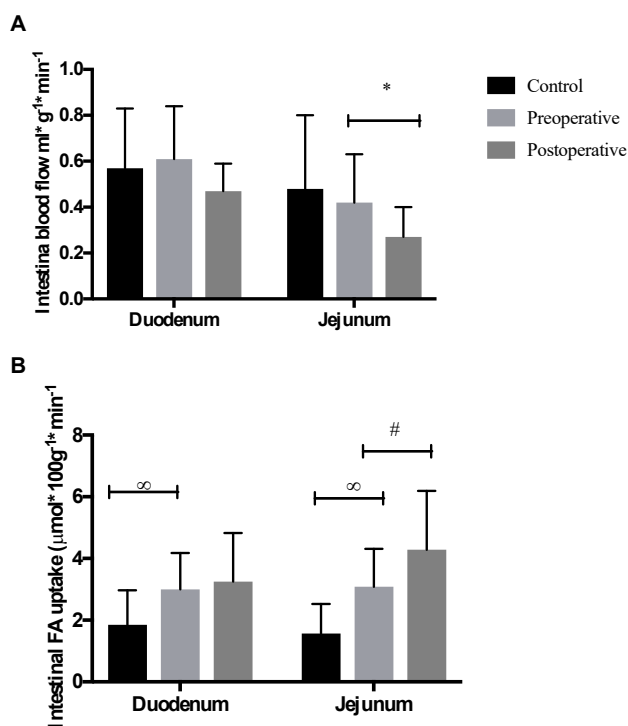 A
Intestina blood flow ml* g-1* min-1
1.0
0.8
0.6
0.4
0.2
0.0
*
Duodenum
Jejunum
Control
Preoperative
Postoperative
B
Intestinal FA uptake (µmol* 100g-1* min-1
8
6
4
2
0
∞
∞
#
Duodenum
Jejunum